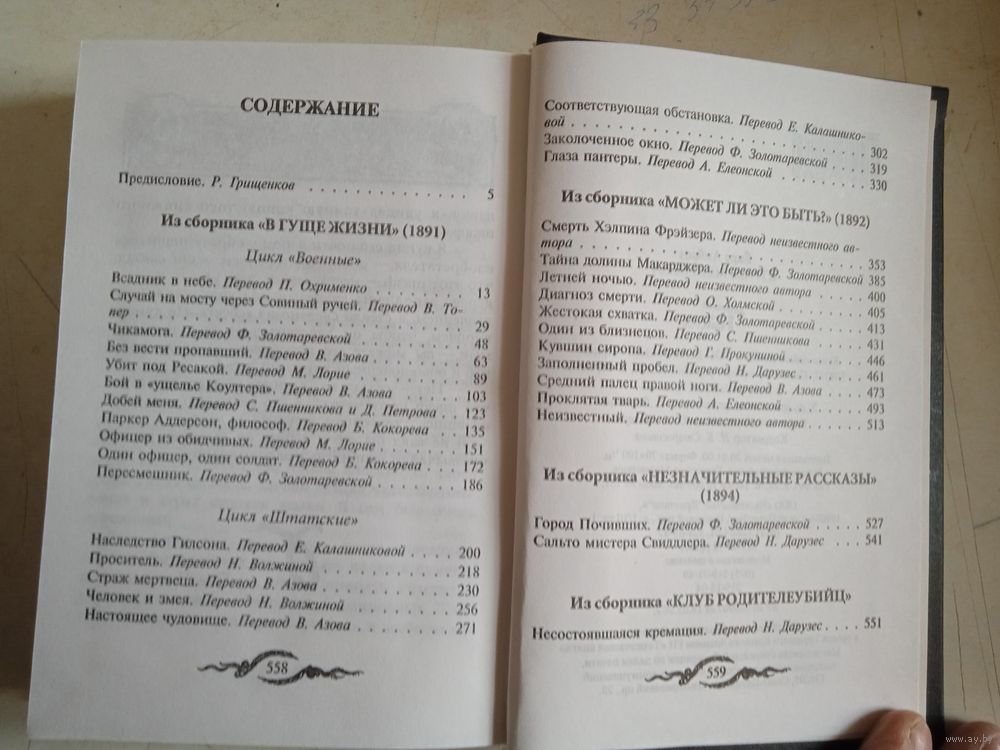 СОДЕРЖАНИЕ
Предисловие. Р. Грищенков . . . . . . . . . . . . . 5
Из сборника «В ГУЩЕ ЖИЗНИ» (1891)
Цикл «Военные»
Всадник в небе. Перевод П. Охрименко . . . . . . . 13
Случай на мосту через Совиный ручей. Перевод В. То-
пер . . . . . . . . . . . . . . . . . . . . . . . 29
Чикамога. Перевод Ф. Золотаревской . . . . . . . . 48
Без вести пропавший. Перевод В. Азова . . . . . . . 63
Убит под Ресакой. Перевод М. Лорие . . . . . . . . 89
Бой в «ущелье Коултера». Перевод В. Азова . . . . . 103
Добей меня. Перевод С. Пшенникова и Д. Петрова . . 123
Паркер Аддерсон, философ. Перевод Б. Кокорева . . 135
Офицер из обидчивых. Перевод М. Лорие . . . . . . 151
Один офицер, один солдат. Перевод Б. Кокорева . . . 172
Пересмешник. Перевод Ф. Золотаревской . . . . . . . 186
Цикл «Штатские»
Наследство Гилсона. Перевод Е. Калашниковой . . . . 200
Проситель. Перевод Н. Волжиной . . . . . . . . . . 218
Страж мертвеца. Перевод В. Азова . . . . . . . . . 230
Человек и змея. Перевод Н. Волжиной . . . . . . . . 256
Настоящее чудовище. Перевод В. Азова . . . . . . . . 271
558
Соответствующая обстановка. Перевод Е. Калашнико-
вой . . . . . . . . . . . . . . . . . . . . . . . 302
Заколоченное окно. Перевод Ф. Золотаревской . . . . 319
Глаза пантеры. Перевод А. Елеонской . . . . . . . . 330
Из сборника «МОЖЕТ ЛИ ЭТО БЫТЬ?» (1892)
Смерть Хэлпина Фрэйзера. Перевод неизвестного ав-
тора . . . . . . . . . . . . . . . . . . . . . . . 353
Тайна долины Макарджера. Перевод Ф. Золотаревской 385
Летней ночью. Перевод неизвестного автора . . . . . 400
Диагноз смерти. Перевод О. Холмской . . . . . . . . 405
Жестокая схватка. Перевод Ф. Золотаревской . . . . . 413
Один из близнецов. Перевод С. Пшенникова . . . . . 431
Кувшин сиропа. Перевод Г. Прокуниной . . . . . . . 446
Заполненный пробел. Перевод Н. Дарузес . . . . . . . 461
Средний палец правой ноги. Перевод В. Азова . . . . 473
Проклятая тварь. Перевод А. Елеонской . . . . . . . 493
Неизвестный. Перевод неизвестного автора . . . . . . 513
Из сборника «НЕЗНАЧИТЕЛЬНЫЕ РАССКАЗЫ»
(1894)
Город Почивших. Перевод Ф. Золотаревской . . . . . 527
Сальто мистера Свиддлера. Перевод Н. Дарузес . . . 541
Из сборника «КЛУБ РОДИТЕЛЕУБИЙЦ»
Несостоявшаяся кремация. Перевод Н. Дарузес . . . . 551
559
www.ay.by